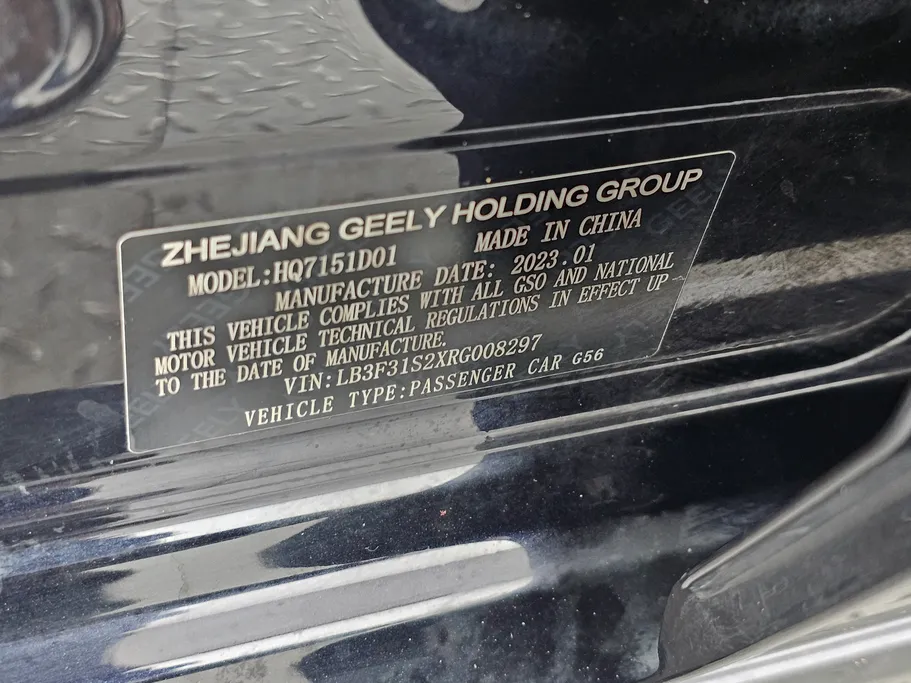 ZHEJIANG GEELY HOLDING GROUP
MODEL:HQ7151D01 MADE IN CHINA
MANUFACTURE DATE: 2023.01
THIS VEHICLE COMPLIES WITH ALL GSO AND NATIONAL
MOTOR VEHICLE TECHNICAL REGULATIONS IN EFFECT UP
TO THE DATE OF MANUFACTURE.
VIN:LB3F31S2XRG008297
VEHICLE TYPE:PASSENGER CAR G56